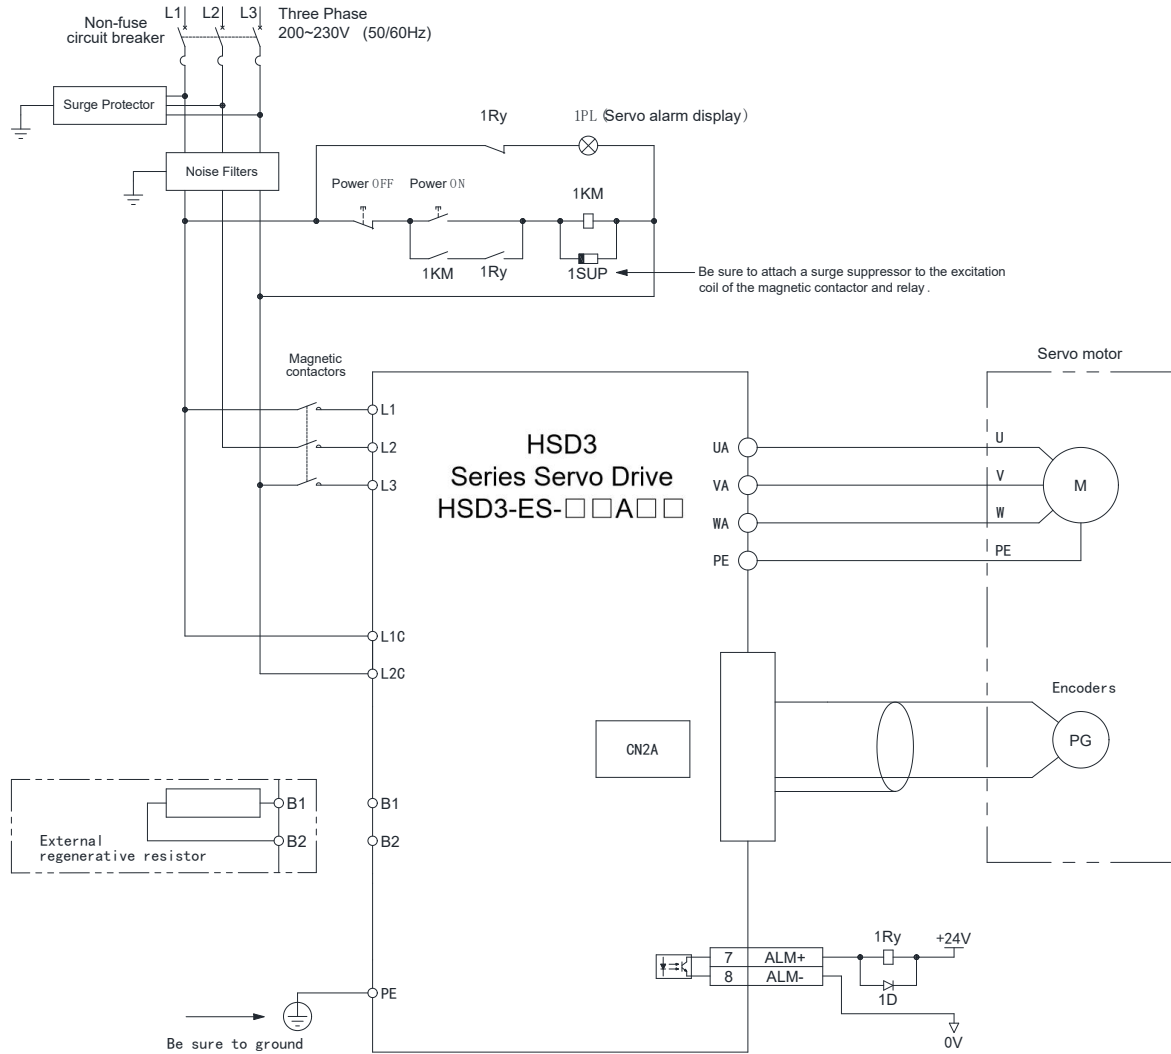 L1 L2 L3 Three Phase
Non-fuse
circuit breaker
200~230V (50/60Hz)
Surge Protector
1Ry 1PL (Servo alarm display)
Noise Filters
Power OFF Power ON
1KM
1KM 1Ry 1SUP
Be sure to attach a surge suppressor to the excitation
coil of the magnetic contactor and relay.
Magnetic
contactors
Servo motor
L1
L2
L3
HSD3
Series Servo Drive
HSD3-ES-□□A□□
UA
VA
WA
PE
U
V
W
PE
M
L1C
L2C
CN2A
Encoders
PG
B1
B2
External
regenerative resistor
B1
B2
7 ALM+
8 ALM-
1Ry +24V
1D
0V
PE
Be sure to ground